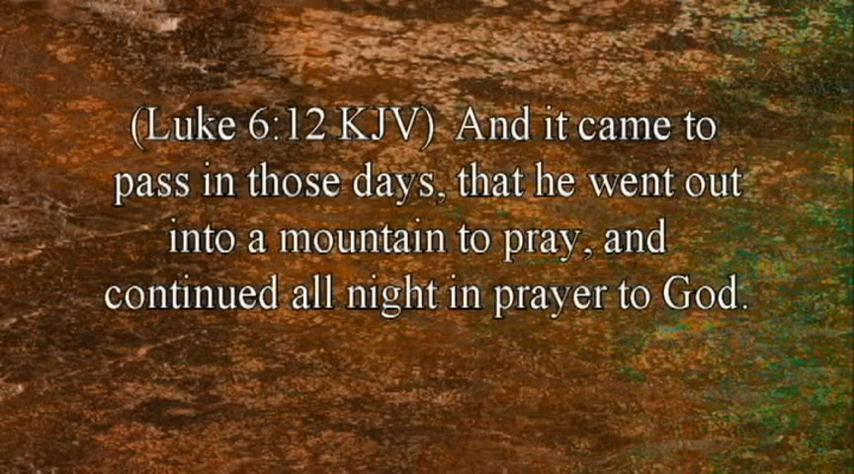 (Luke 6:12 KJV)  And it came to
pass in those days, that he went out
into a mountain to pray, and
continued all night in prayer to God.